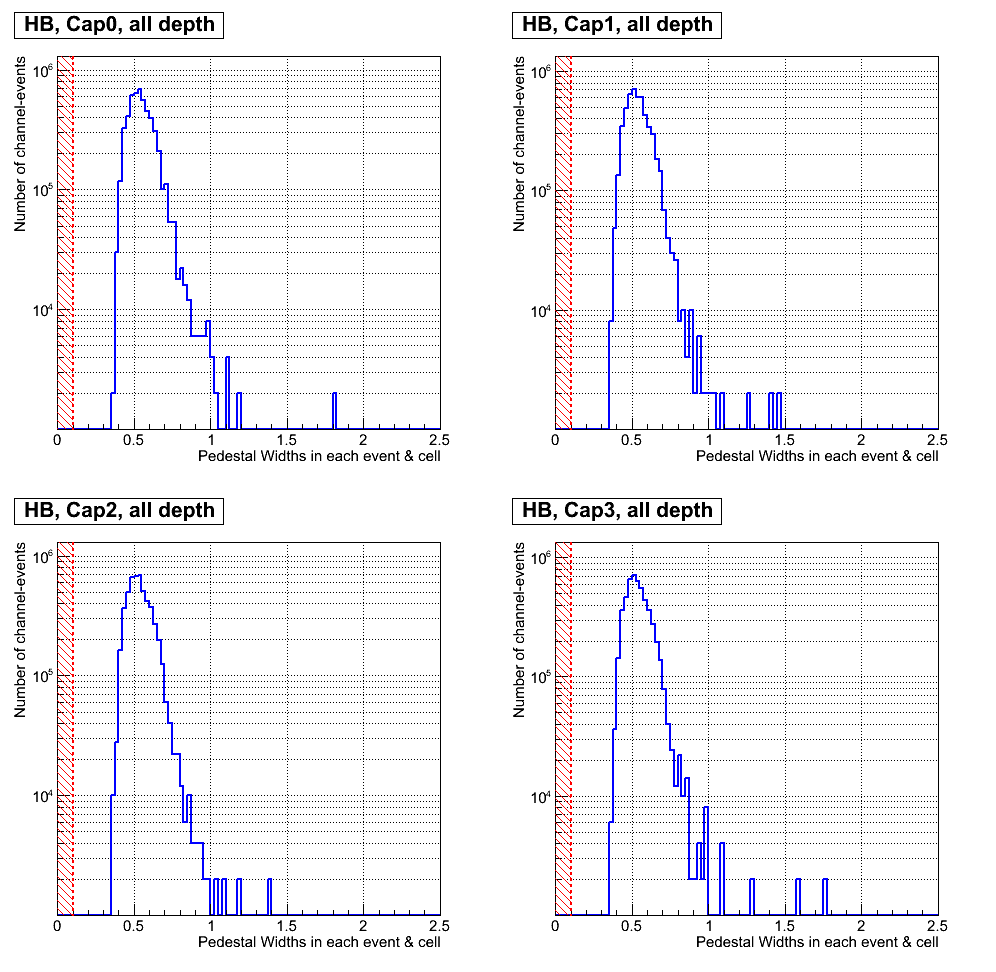 HB, Cap0, all depth
Number of channel-events
10^6
10^5
10^4
0 0.5 1 1.5 2 2.5
Pedestal Widths in each event & cell
HB, Cap1, all depth
Number of channel-events
10^6
10^5
10^4
0 0.5 1 1.5 2 2.5
Pedestal Widths in each event & cell
HB, Cap2, all depth
Number of channel-events
10^6
10^5
10^4
0 0.5 1 1.5 2 2.5
Pedestal Widths in each event & cell
HB, Cap3, all depth
Number of channel-events
10^6
10^5
10^4
0 0.5 1 1.5 2 2.5
Pedestal Widths in each event & cell